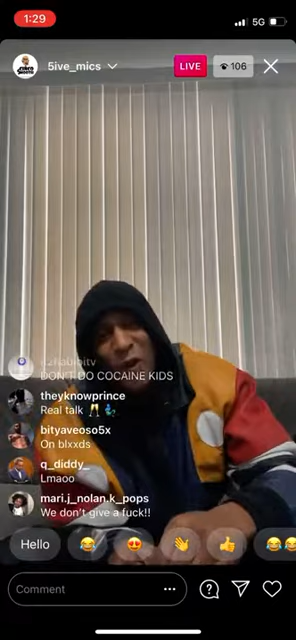 1:29
5G
5ive_mics
LIVE
106
DON'T DO COCAINE KIDS
theyknowprince
Real talk
bityaveoso5x
On blxxds
q_diddy_
Lmaoo
mari.j_nolan.k_pops
We don't give a fuck!!
Hello
Comment